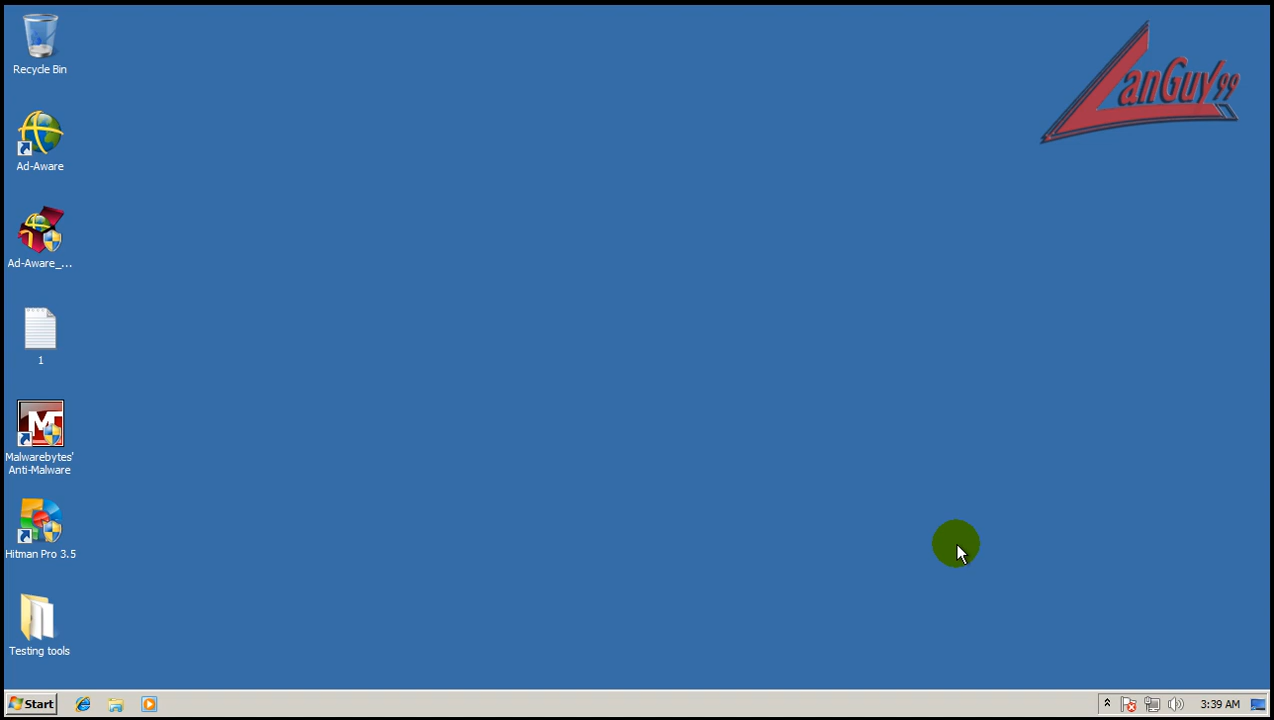 Recycle Bin
LanGuy99
Ad-Aware
Ad-Aware_...
1
Malwarebytes'
Anti-Malware
Hitman Pro 3.5
Testing tools
Start
3:39 AM